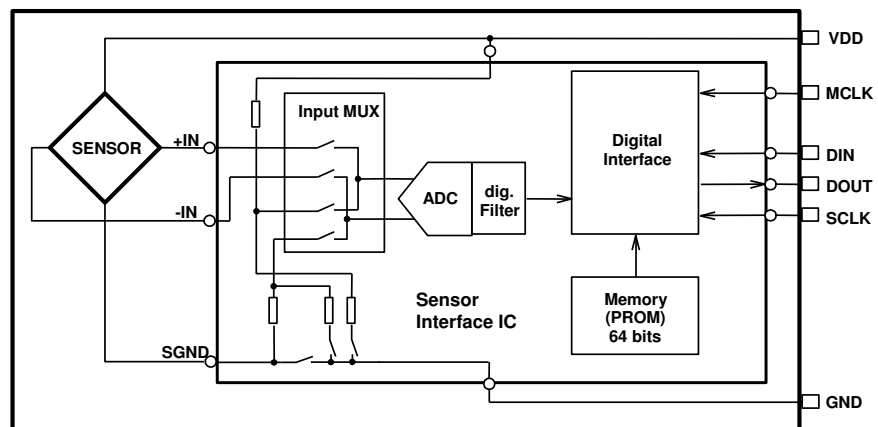 VDD
MCLK
Input MUX
+IN
SENSOR
Digital
Interface
DIN
DOUT
ADC
dig.
Filter
-IN
SCLK
Sensor
Interface IC
Memory
(PROM)
64 bits
SGND
GND